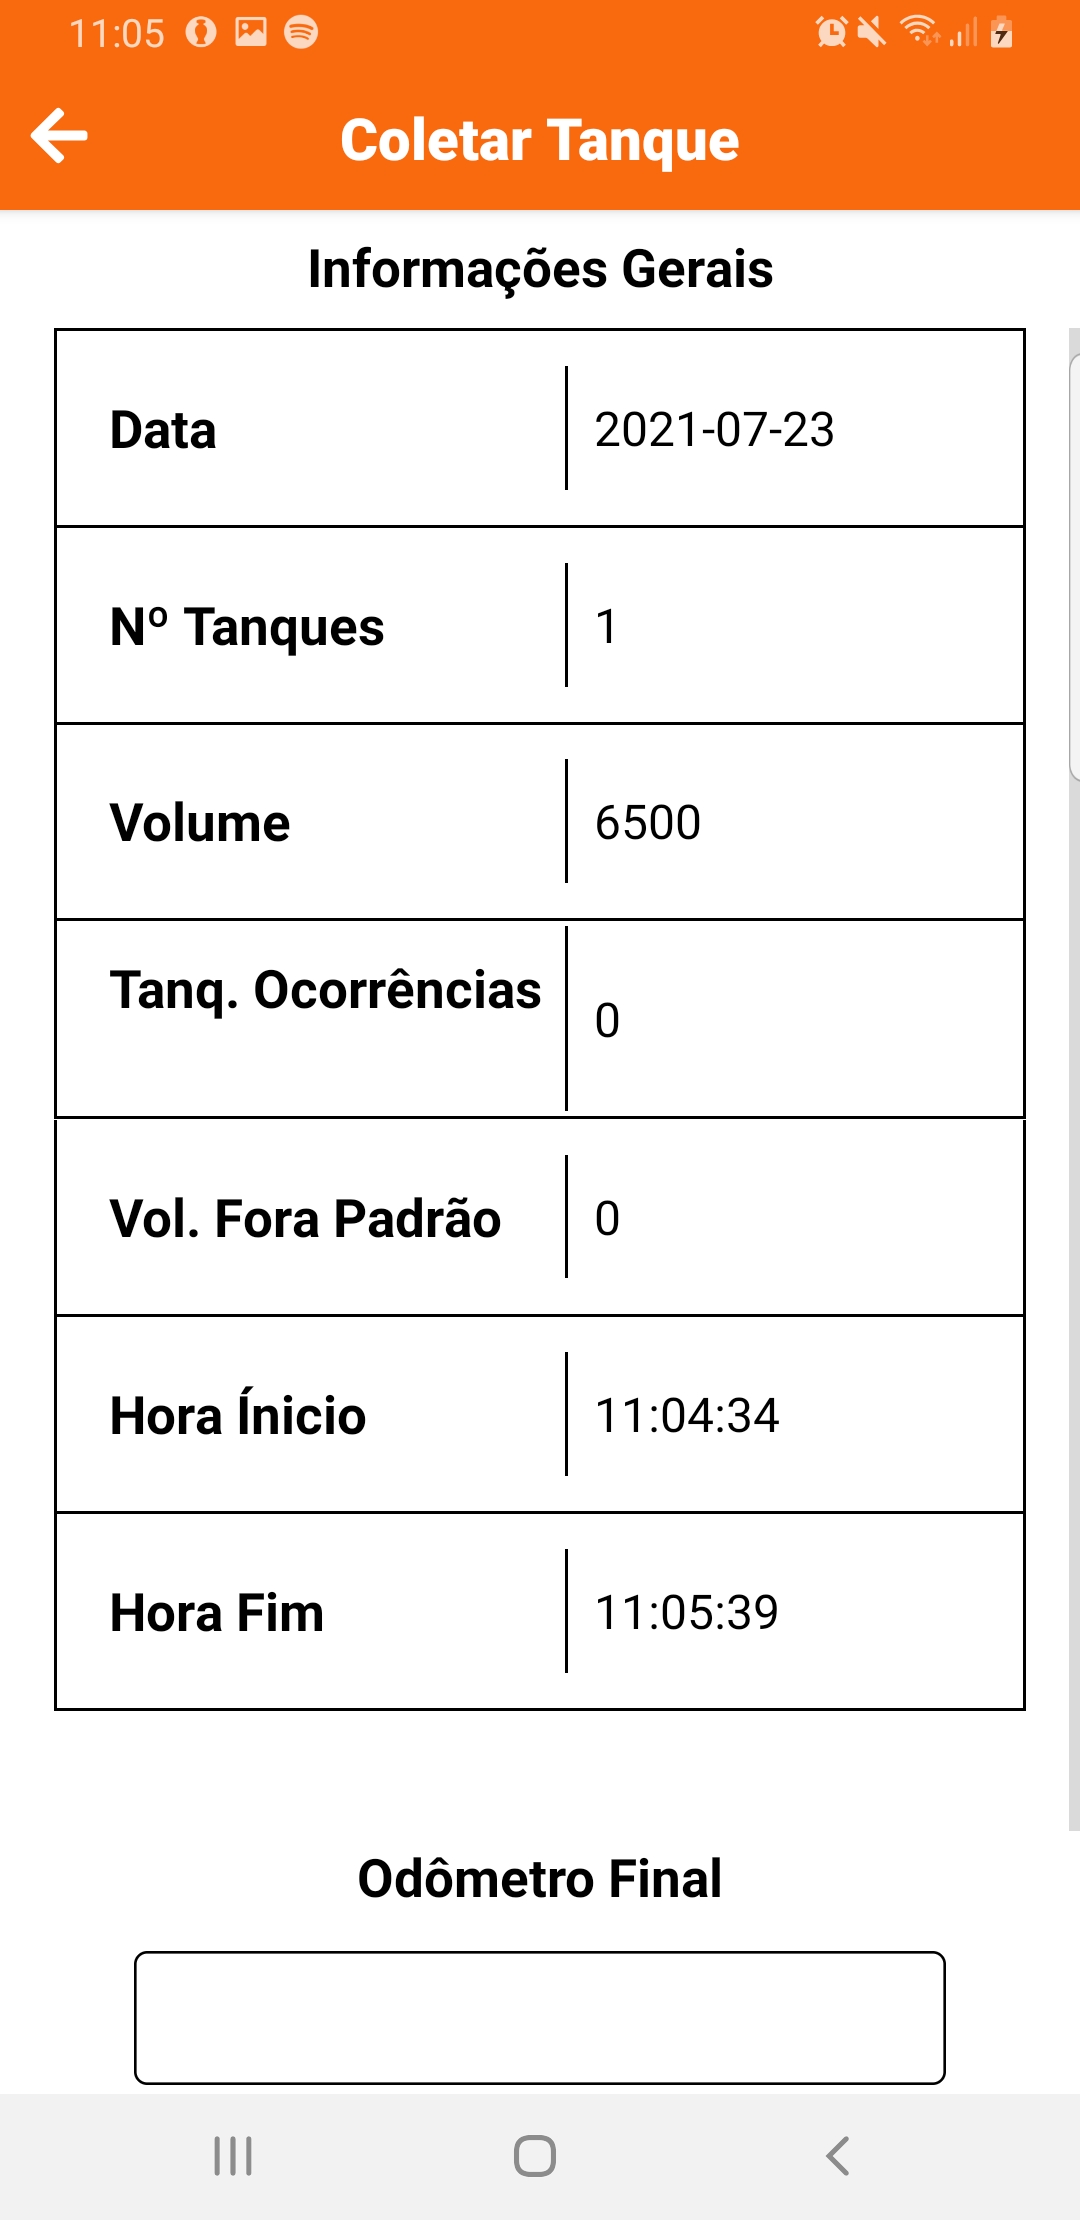 11:05
Coletar Tanque
Informações Gerais
Data 2021-07-23
Nº Tanques 1
Volume 6500
Tanq. Ocorrências 0
Vol. Fora Padrão 0
Hora Ínicio 11:04:34
Hora Fim 11:05:39
Odômetro Final